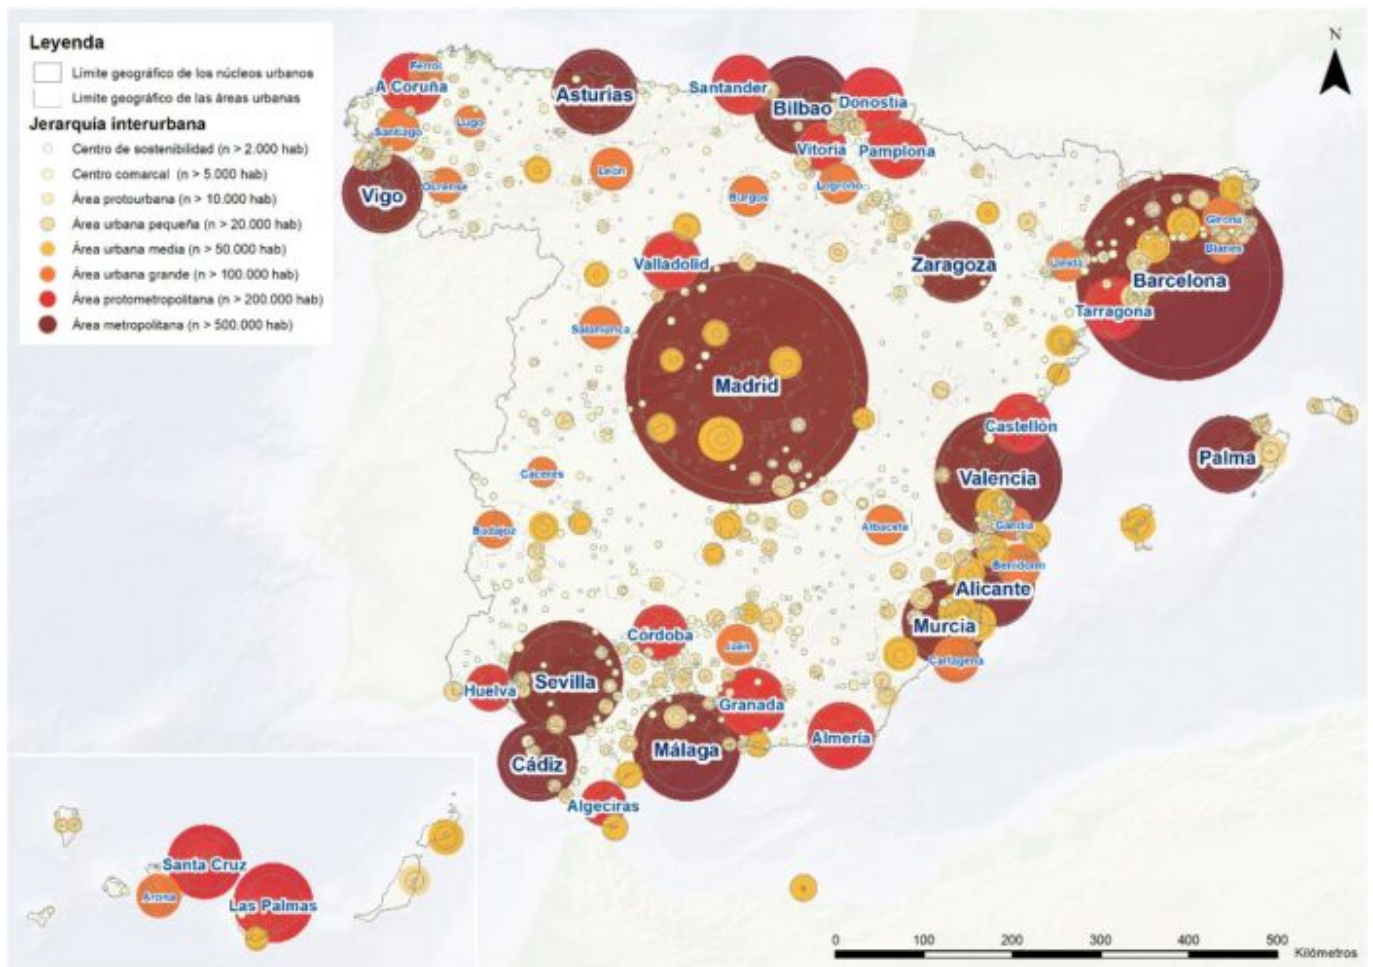 Leyenda
Límite geográfico de los núcleos urbanos
Límite geográfico de las áreas urbanas
Jerarquia interurbana
Centro de sostenibilidad (n > 2.000 hab)
Centro comarcal (n > 5.000 hab)
Área protourbana (n > 10.000 hab)
Área urbana pequeña (n > 20.000 hab)
Área urbana media (n > 50.000 hab)
Área urbana grande (n > 100.000 hab)
Área protometropolitana (n > 200.000 hab)
Área metropolitana (n > 500.000 hab)
N
Ferrol
A Coruña
Asturias
Santander
Bilbao
Donostia
Santiago
Lugo
Vitoria
Pamplona
Vigo
Ourense
León
Burgos
Logroño
Girona
Blanes
Valladolid
Zaragoza
Lleida
Barcelona
Tarragona
Salamanca
Madrid
Castellón
Valencia
Palma
Cáceres
Badajoz
Albacete
Gandia
Benidorm
Alicante
Murcia
Cartagena
Córdoba
Jaén
Huelva
Sevilla
Granada
Málaga
Almería
Cádiz
Algeciras
Santa Cruz
Arona
Las Palmas
0 100 200 300 400 500
Kilómetros